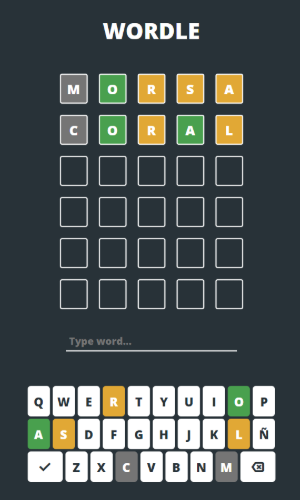 WORDLE
M O R S A
C O R A L
Type word...
Q W E R T Y U I O P
A S D F G H J K L Ñ
Z X C V B N M